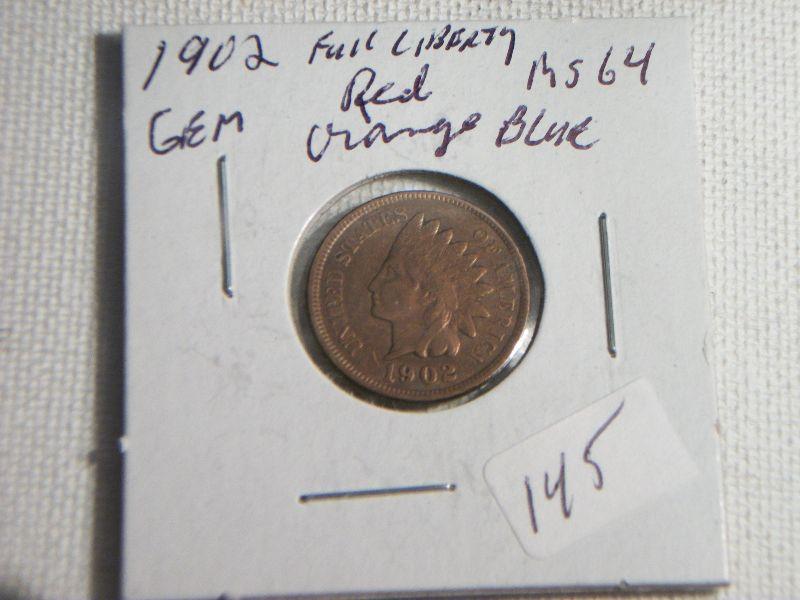 1902 FUll LIBERTY MS64
GEM Red
Orange BLUE
UNITED STATES OF AMERICA
1902
145